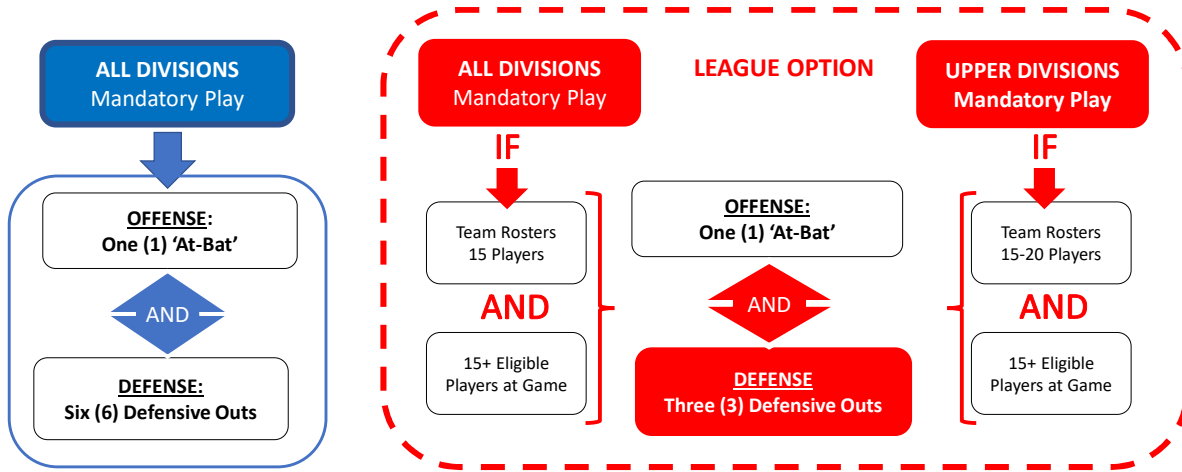 ALL DIVISIONS
Mandatory Play
OFFENSE:
One (1) ‘At-Bat’
AND
DEFENSE:
Six (6) Defensive Outs
LEAGUE OPTION
ALL DIVISIONS
Mandatory Play
IF
Team Rosters
15 Players
AND
15+ Eligible
Players at Game
OFFENSE:
One (1) ‘At-Bat’
AND
DEFENSE
Three (3) Defensive Outs
UPPER DIVISIONS
Mandatory Play
IF
Team Rosters
15-20 Players
AND
15+ Eligible
Players at Game